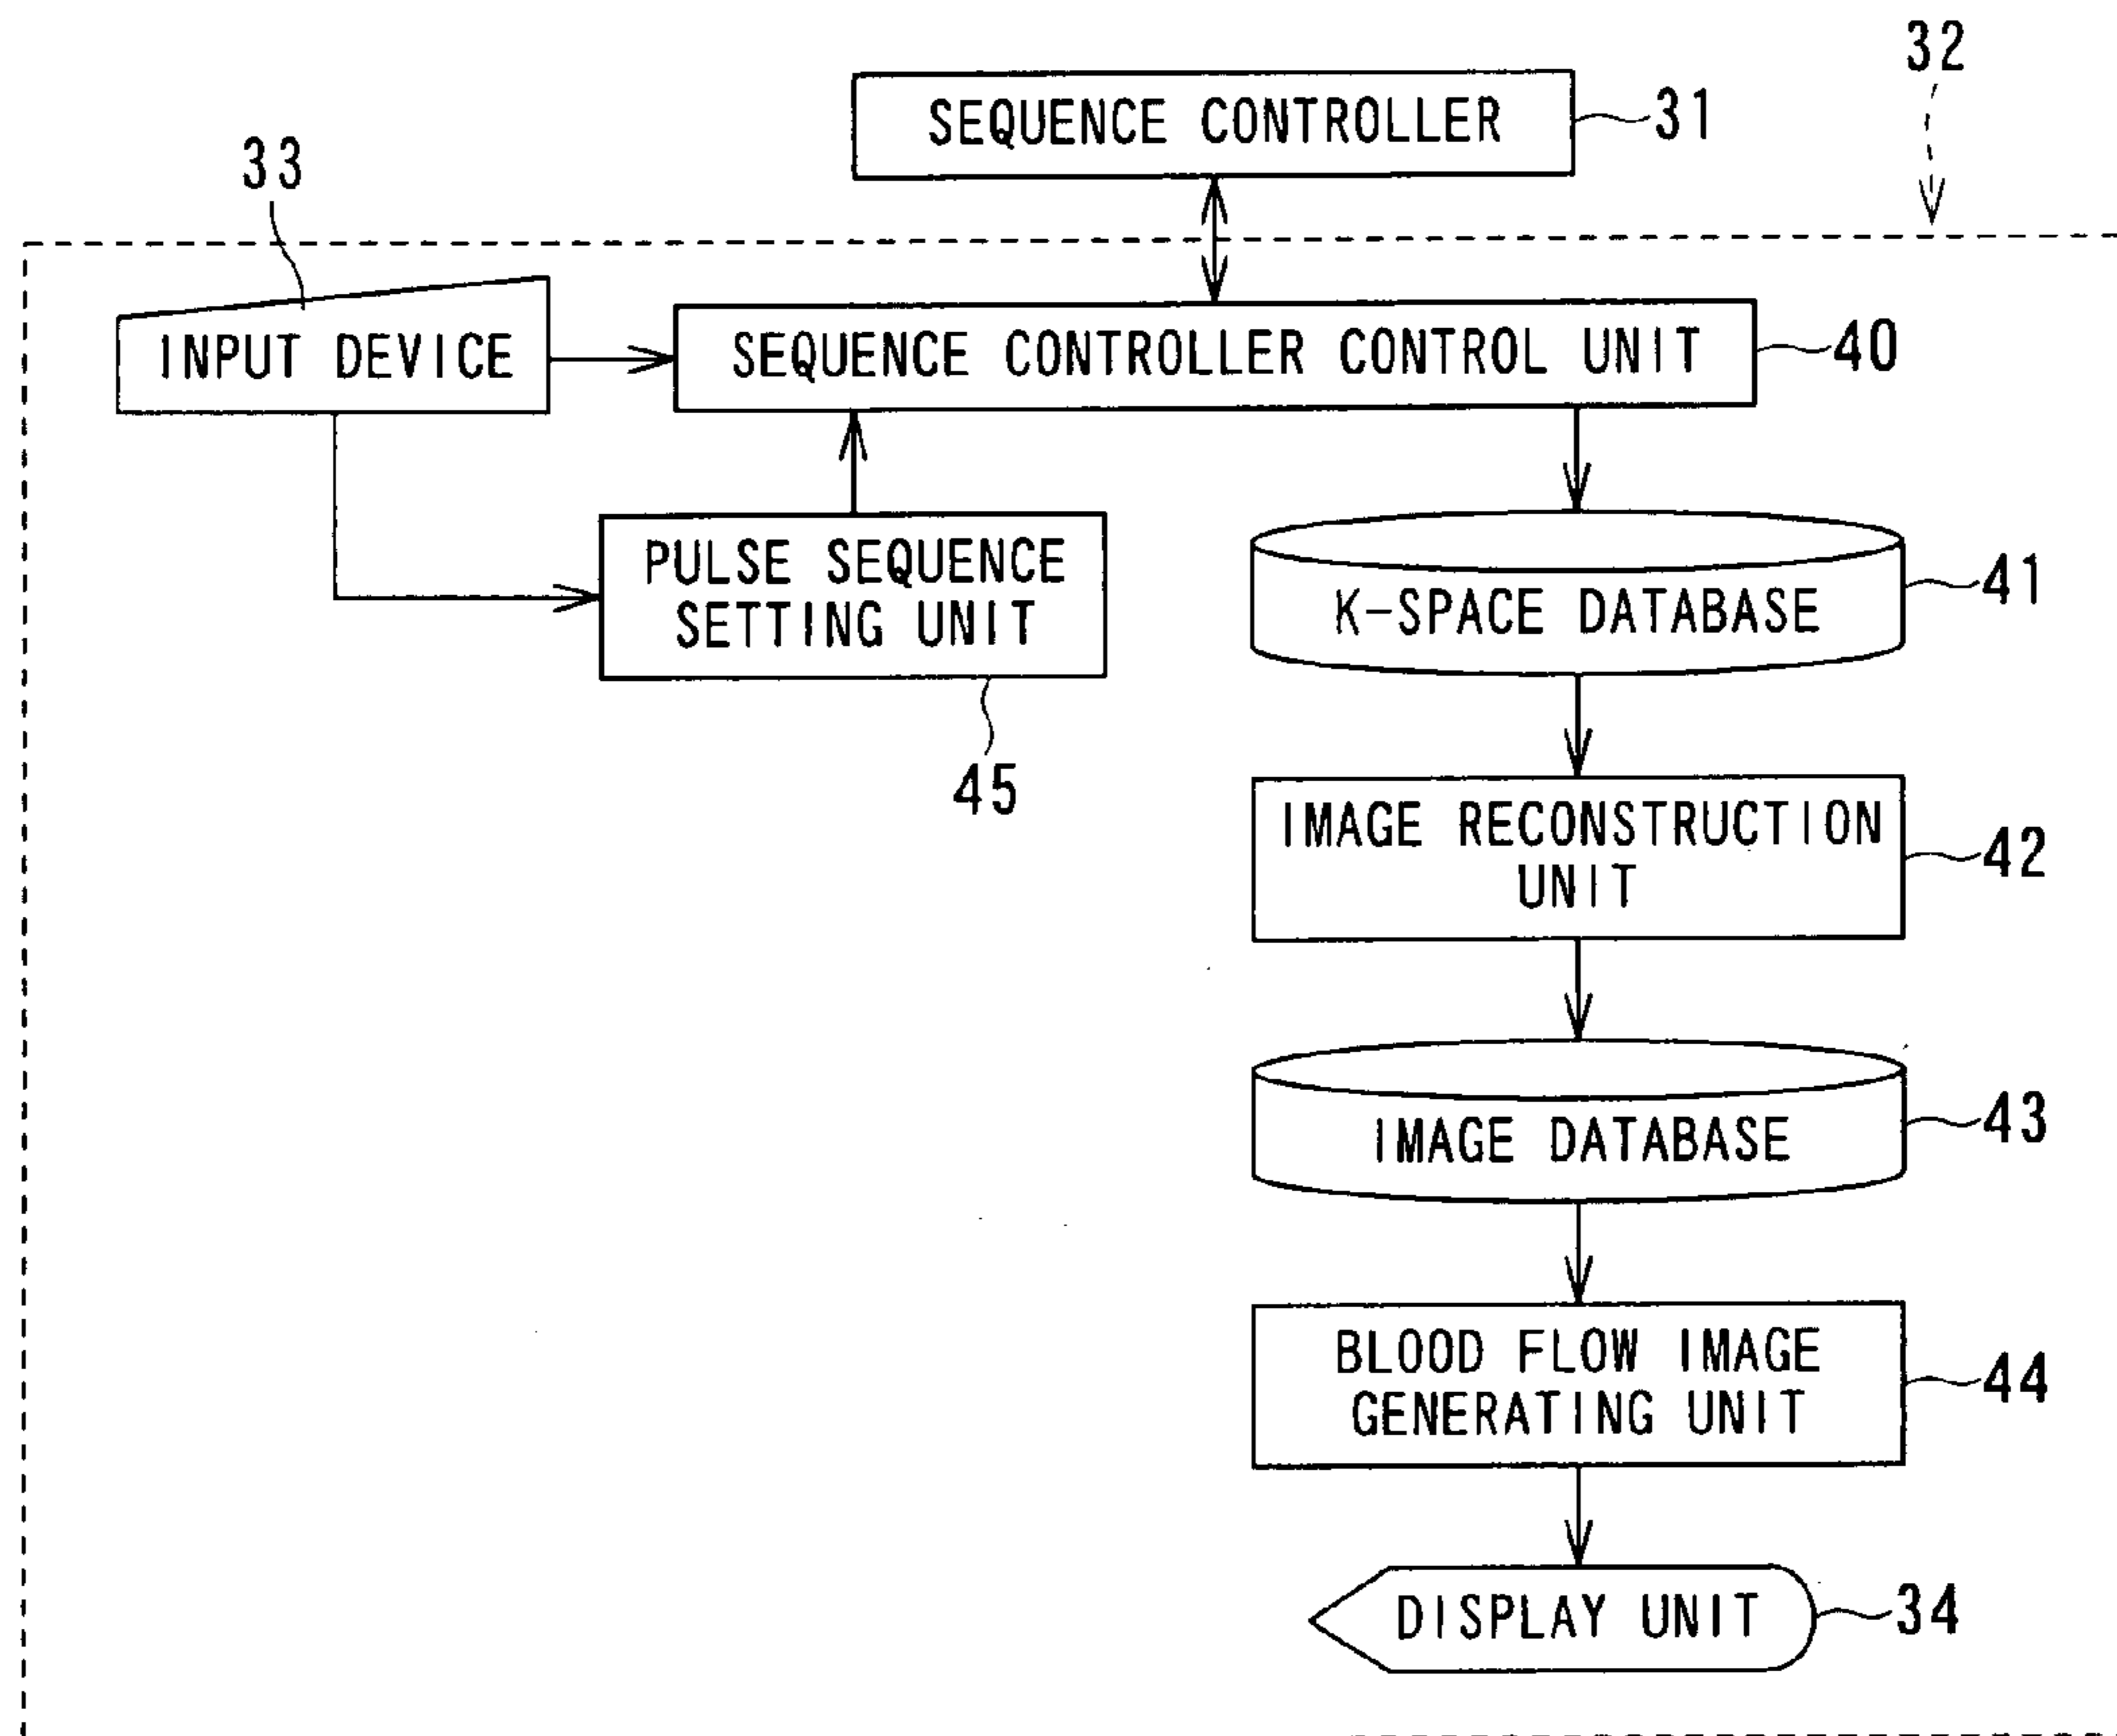 32
SEQUENCE CONTROLLER
31
33
INPUT DEVICE
SEQUENCE CONTROLLER CONTROL UNIT
40
PULSE SEQUENCE
SETTING UNIT
45
K-SPACE DATABASE
41
IMAGE RECONSTRUCTION
UNIT
42
IMAGE DATABASE
43
BLOOD FLOW IMAGE
GENERATING UNIT
44
DISPLAY UNIT
34